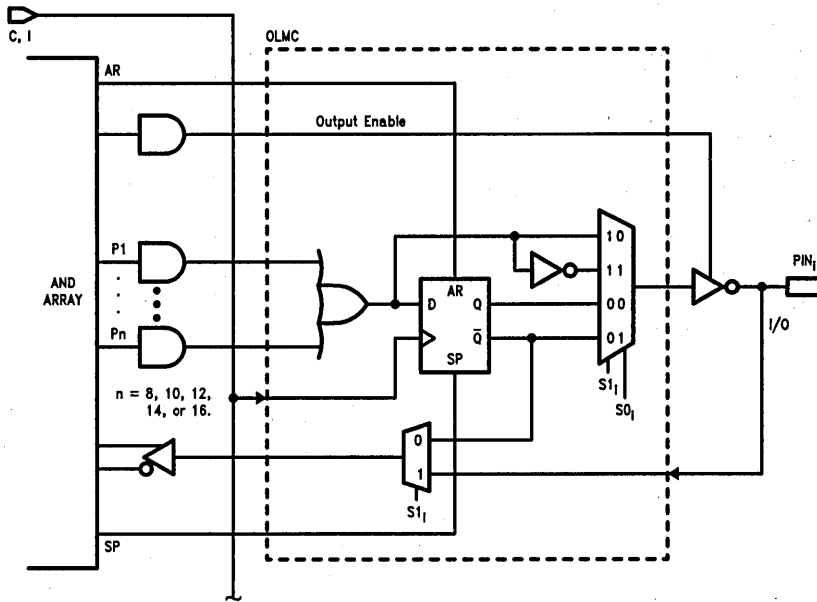 C, I
OLMC
AR
Output Enable
P1
AND
ARRAY
Pn
n = 8, 10, 12,
14, or 16.
AR
D
Q
Q̅
SP
10
11
00
01
S1i
S0i
PINi
I/O
0
1
S1i
SP